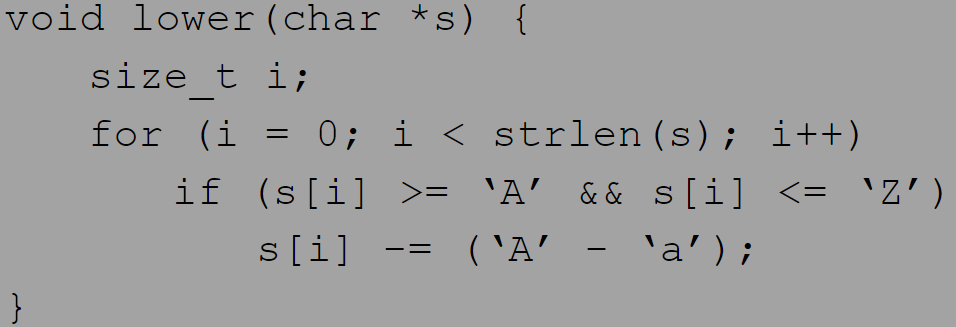 void lower(char *s) {
    size_t i;
    for (i = 0; i < strlen(s); i++)
        if (s[i] >= ‘A’ && s[i] <= ‘Z’)
            s[i] -= (‘A’ - ‘a’);
}